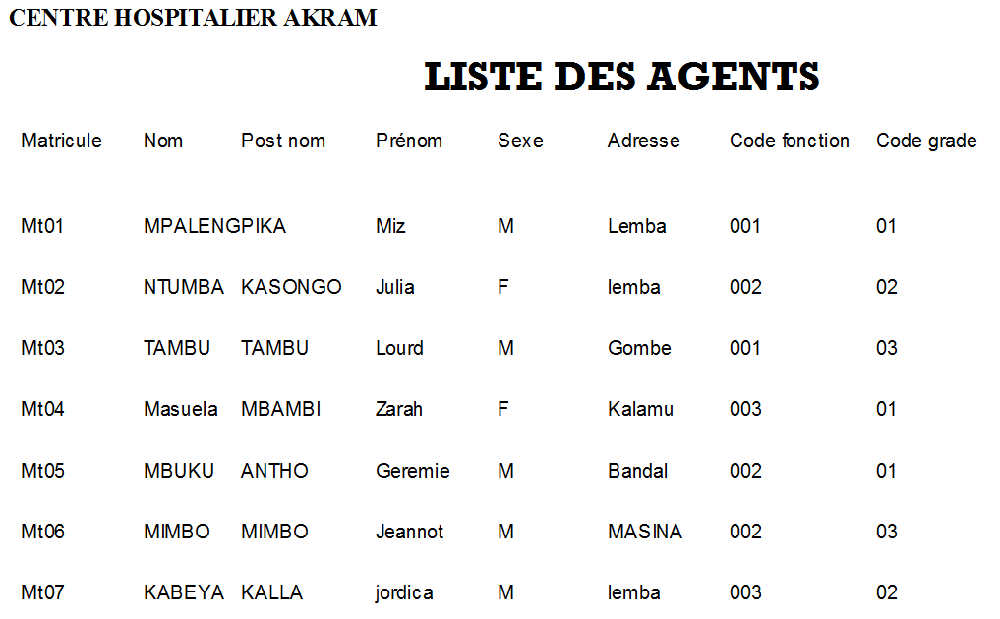 CENTRE HOSPITALIER AKRAM
LISTE DES AGENTS
Matricule Nom Post nom Prénom Sexe Adresse Code fonction Code grade
Mt01 MPALENGPIKA Miz M Lemba 001 01
Mt02 NTUMBA KASONGO Julia F lemba 002 02
Mt03 TAMBU TAMBU Lourd M Gombe 001 03
Mt04 Masuela MBAMBI Zarah F Kalamu 003 01
Mt05 MBUKU ANTHO Geremie M Bandal 002 01
Mt06 MIMBO MIMBO Jeannot M MASINA 002 03
Mt07 KABEYA KALLA jordica M lemba 003 02